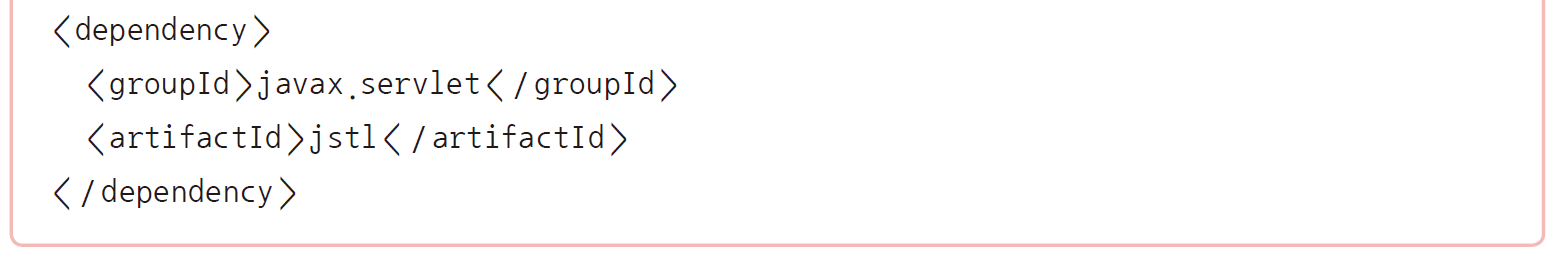 <dependency>
<groupId>javax.servlet</groupId>
<artifactId>jstl</artifactId>
</dependency>